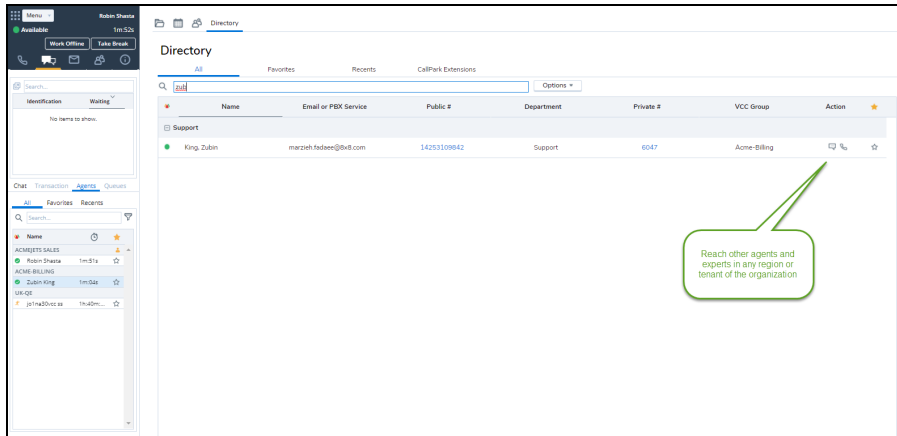 Menu
Robin Shasta
Available 1m:52s
Work Offline Take Break
Search...
Identification Waiting
No items to show.
Chat Transaction Agents Queues
All Favorites Recents
Search...
Name
ACMEJETS SALES
Robin Shasta 1m:51s
ACME-BILLING
Zubin King 1m:04s
UK-QE
jo1na30vcc ss 1h:40m:...
Directory
Directory
All Favorites Recents CallPark Extensions
zub Options
Name Email or PBX Service Public # Department Private # VCC Group Action
Support
King, Zubin marzieh.fadaee@8x8.com 14253109842 Support 6047 Acme-Billing
Reach other agents and
experts in any region or
tenant of the organization